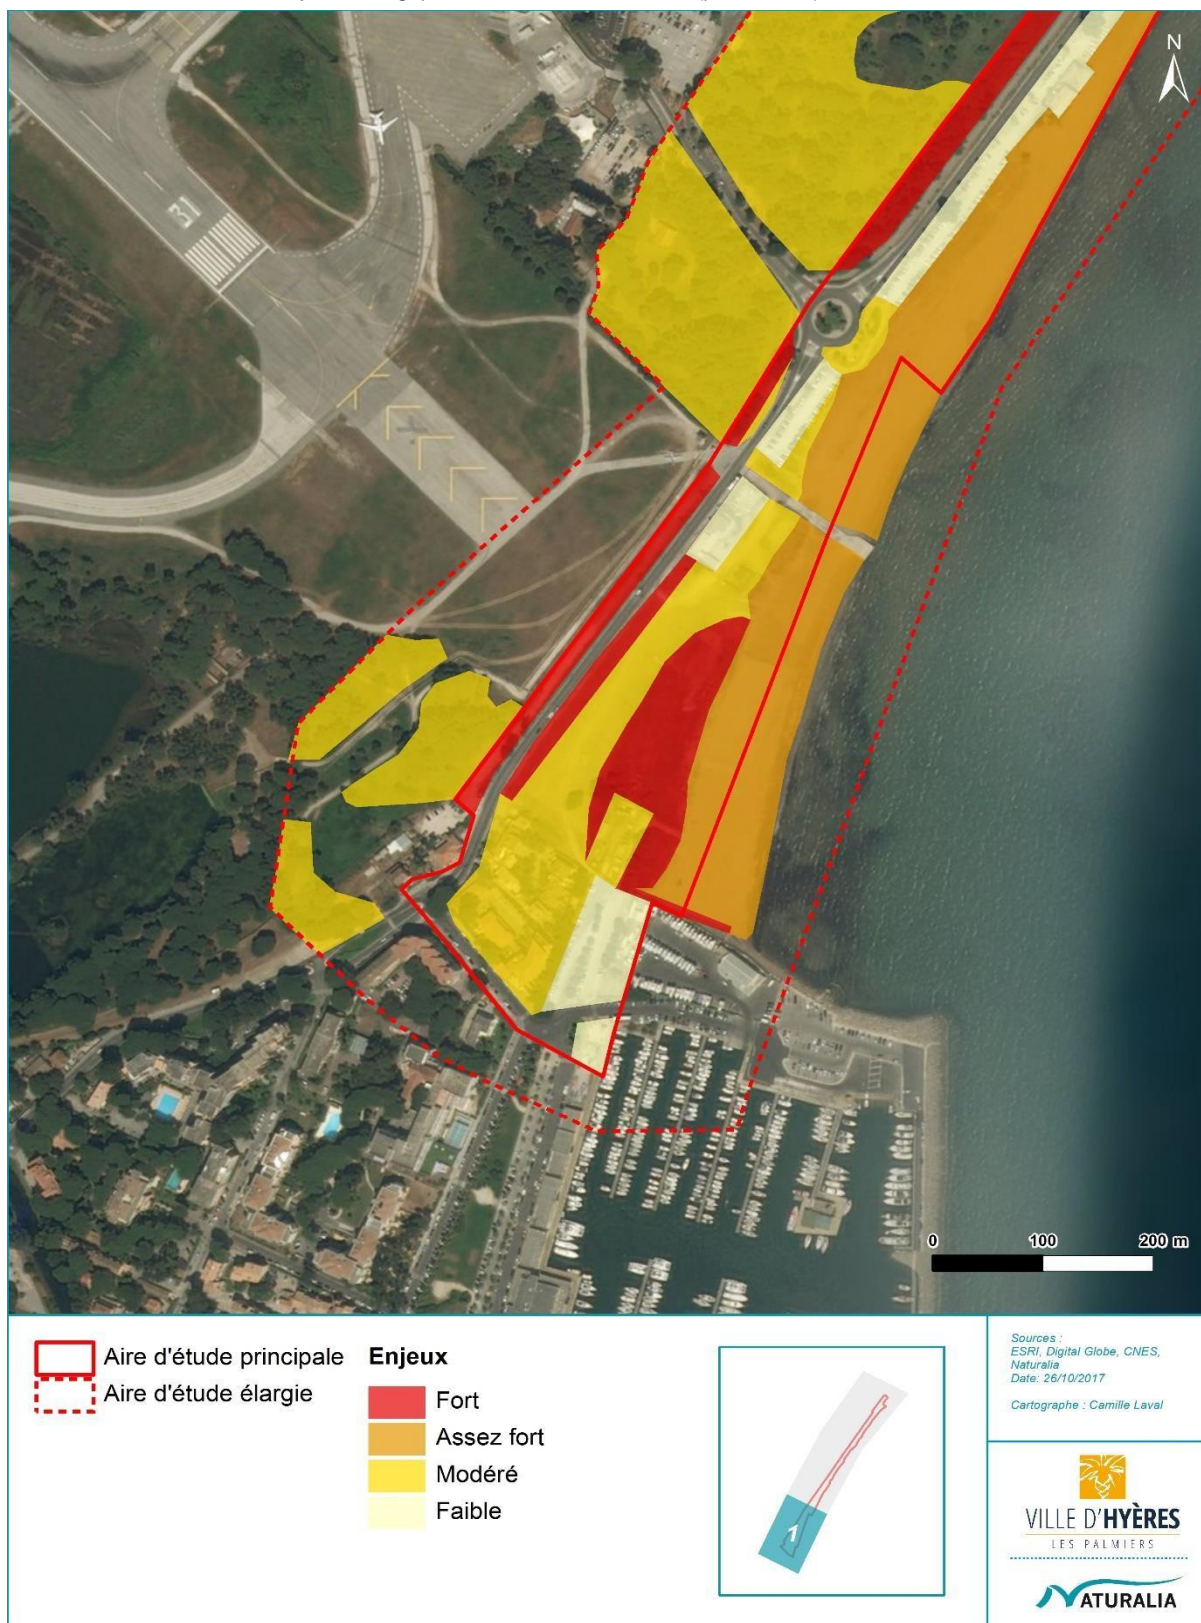 N
31
0 100 200 m
Aire d'étude principale
Aire d'étude élargie
Enjeux
Fort
Assez fort
Modéré
Faible
Sources :
ESRI, Digital Globe, CNES,
Naturalia
Date: 26/10/2017
Cartographe : Camille Laval
VILLE D'HYÈRES
LES PALMIERS
NATURALIA